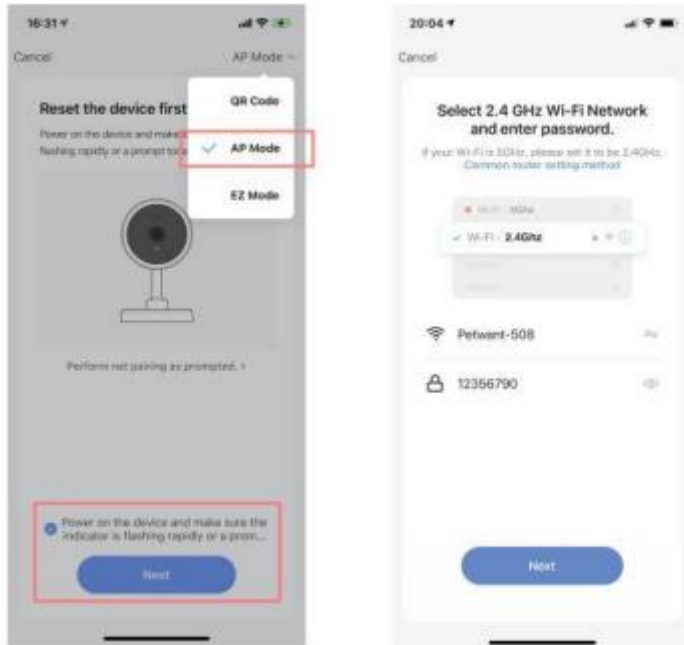 16:31
Cancel
AP Mode
QR Code
AP Mode
EZ Mode
Reset the device first
Power on the device and make
flashing rapidly or a prompt
Perform net pairing as prompted. >
Power on the device and make sure the
indicator is flashing rapidly or a prom...
Next
20:04
Cancel
Select 2.4 GHz Wi-Fi Network
and enter password.
If your Wi-Fi is 5GHz, please set it to be 2.4GHz.
Common router setting method
Wi-Fi - 5Ghz
Wi-Fi - 2.4Ghz
Petwant-508
12356790
Next